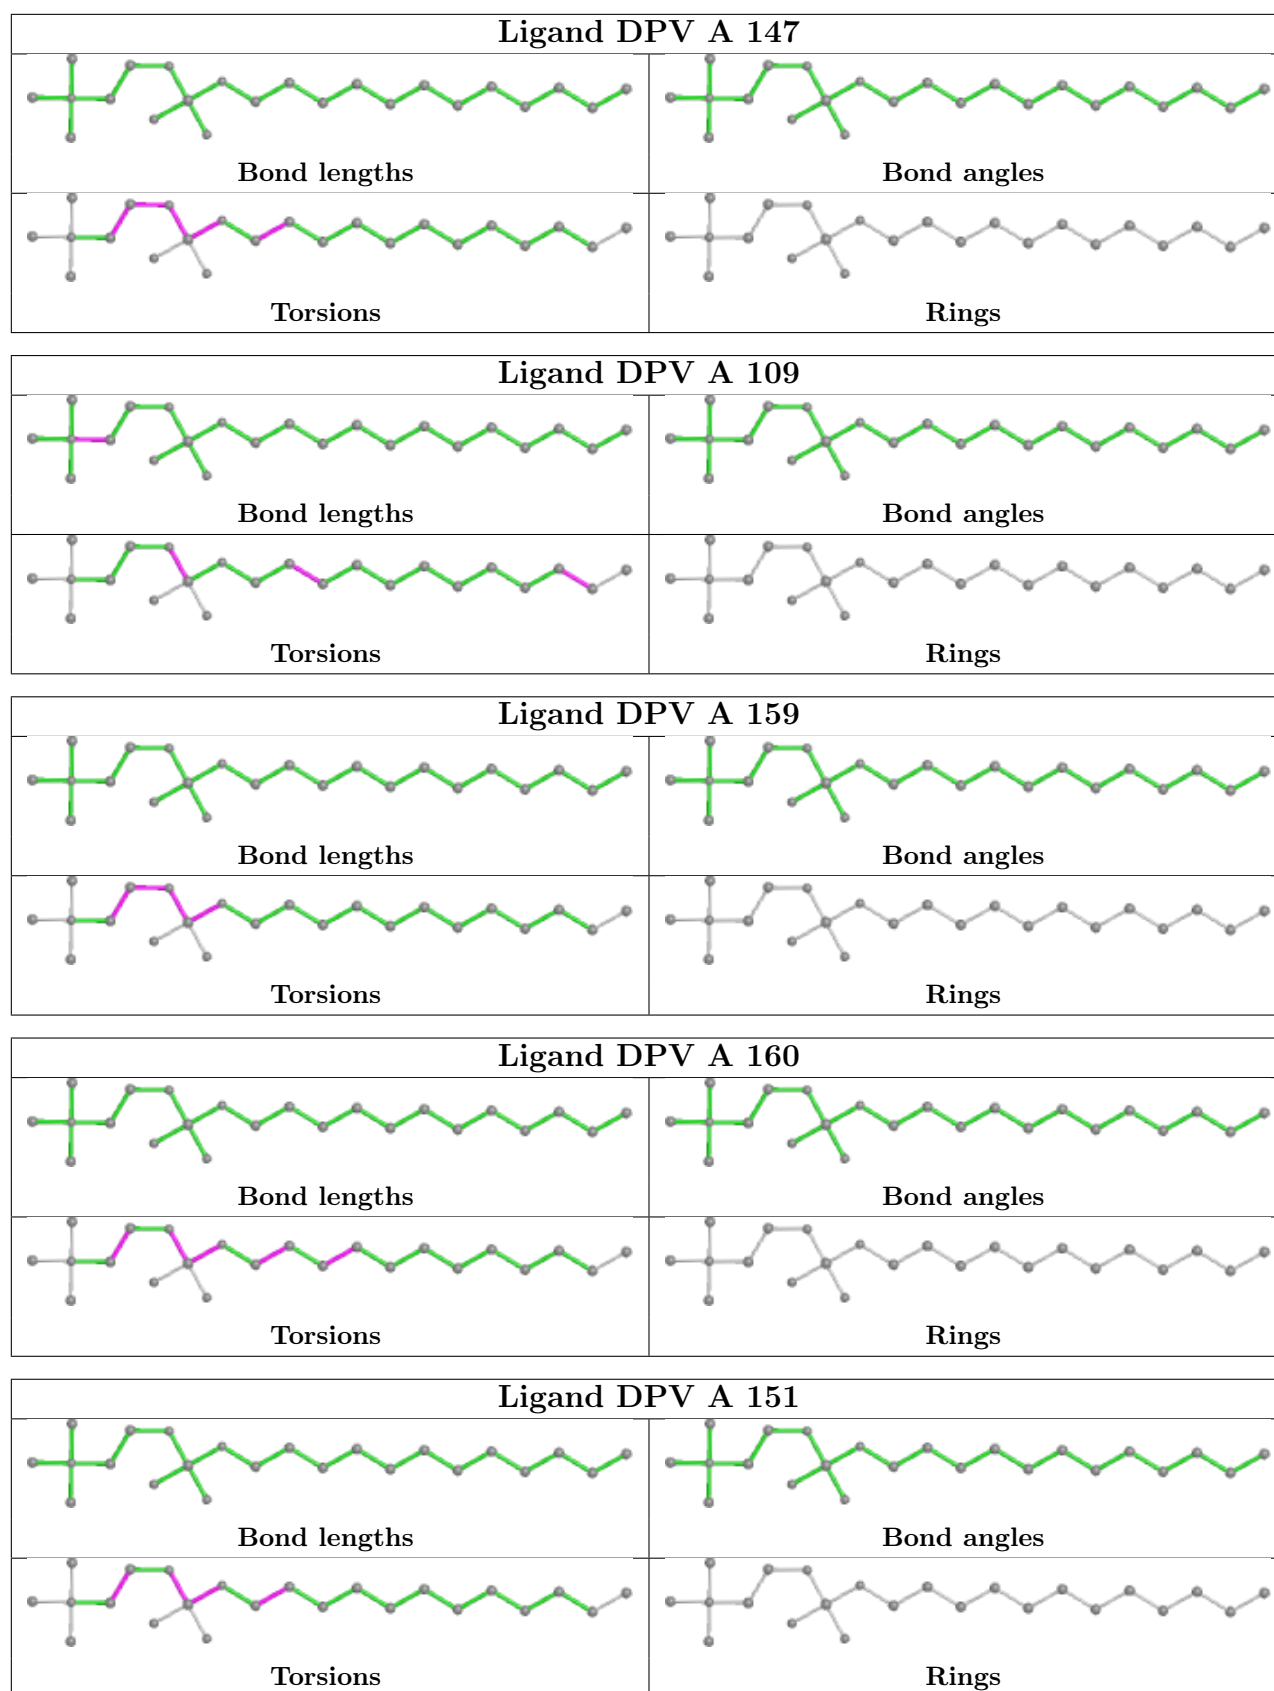 Ligand DPV A 147
Bond lengths
Bond angles
Torsions
Rings
Ligand DPV A 109
Bond lengths
Bond angles
Torsions
Rings
Ligand DPV A 159
Bond lengths
Bond angles
Torsions
Rings
Ligand DPV A 160
Bond lengths
Bond angles
Torsions
Rings
Ligand DPV A 151
Bond lengths
Bond angles
Torsions
Rings